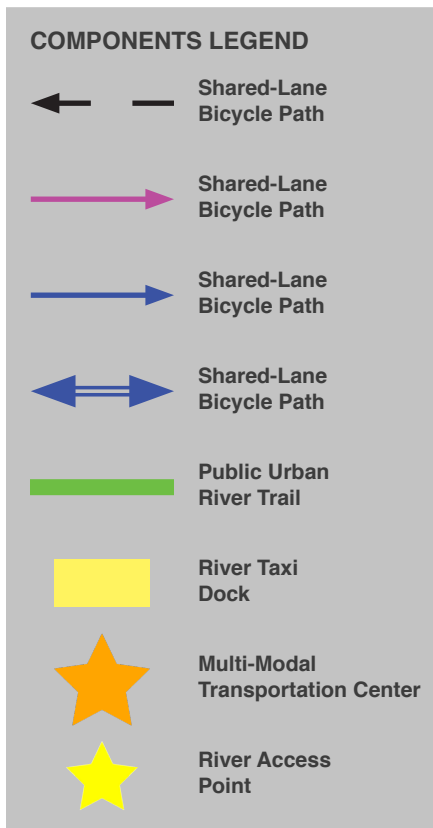 COMPONENTS LEGEND
Shared-Lane
Bicycle Path
Shared-Lane
Bicycle Path
Shared-Lane
Bicycle Path
Shared-Lane
Bicycle Path
Public Urban
River Trail
River Taxi
Dock
Multi-Modal
Transportation Center
River Access
Point